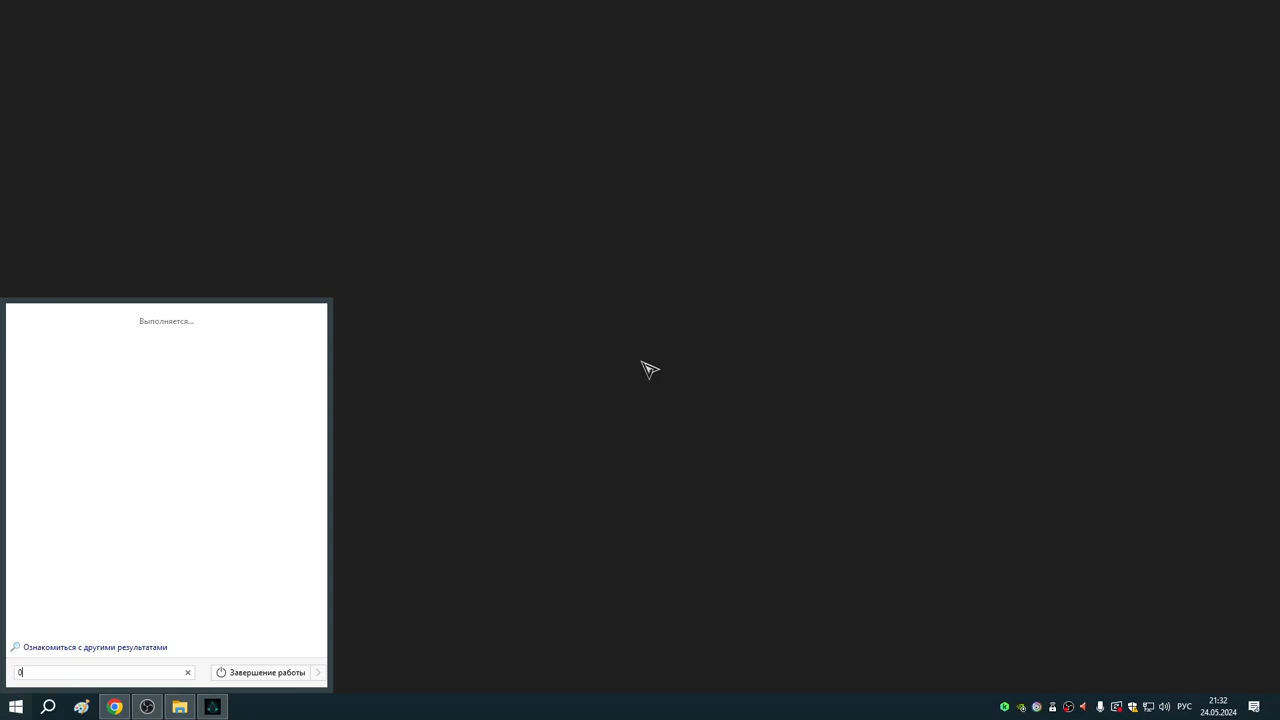 Выполняется...
Ознакомиться с другими результатами
0
Завершение работы
РУС
21:32
24.05.2024